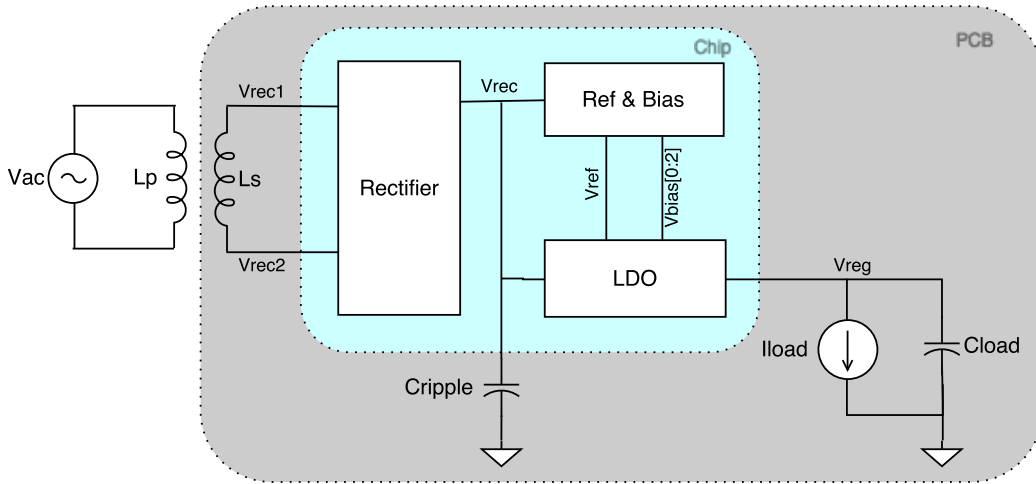 PCB
Chip
Vrec1
Vrec
Ref & Bias
Vac
Lp
Ls
Rectifier
Vref
Vbias[0:2]
Vrec2
LDO
Vreg
Iload
Cload
Cripple